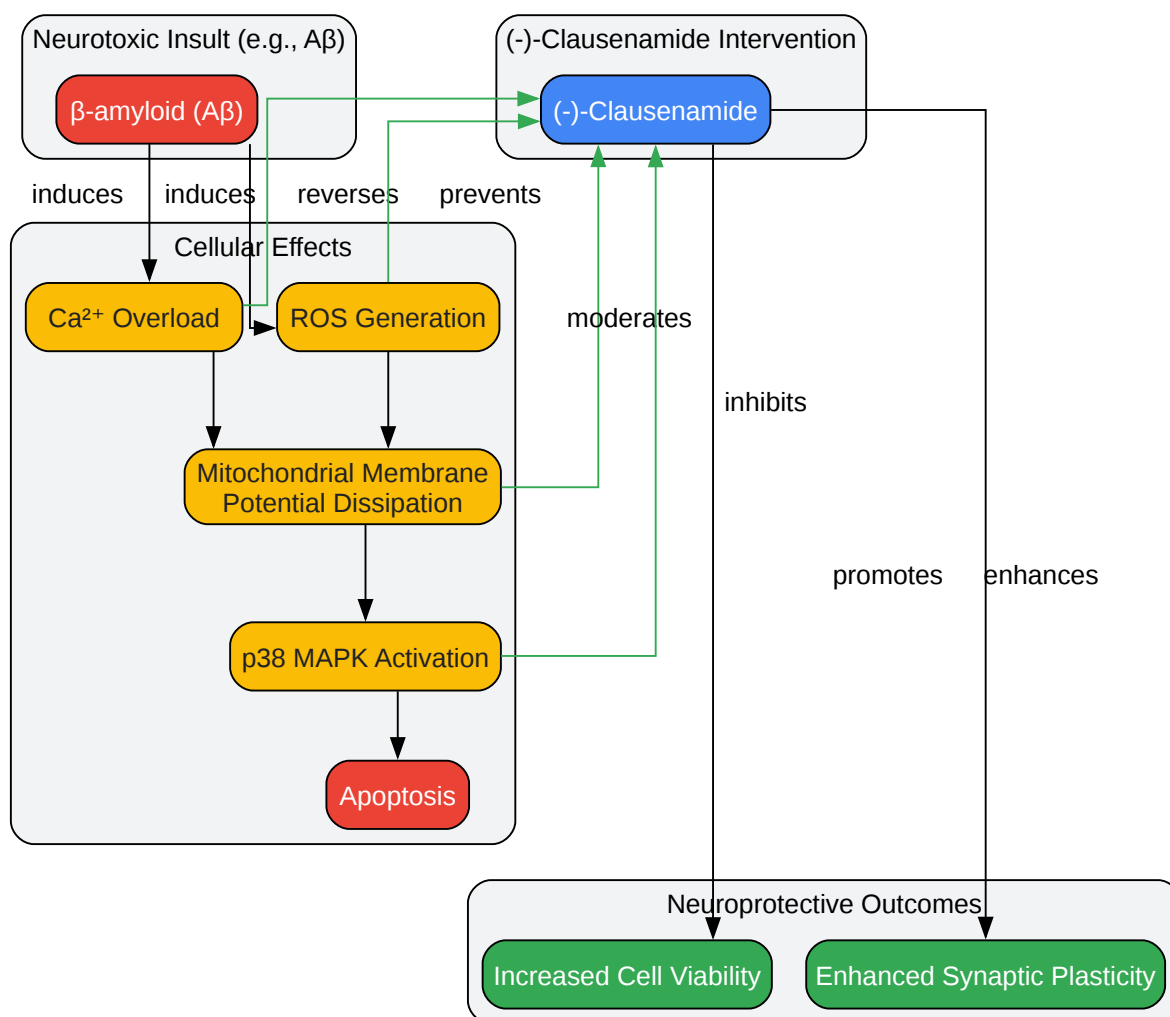 Neurotoxic Insult (e.g., Aβ)
(-)-Clausenamide Intervention
β-amyloid (Aβ)
(-)-Clausenamide
induces
induces
reverses
prevents
Cellular Effects
Ca²⁺ Overload
ROS Generation
moderates
inhibits
Mitochondrial Membrane
Potential Dissipation
promotes
enhances
p38 MAPK Activation
Apoptosis
Neuroprotective Outcomes
Increased Cell Viability
Enhanced Synaptic Plasticity